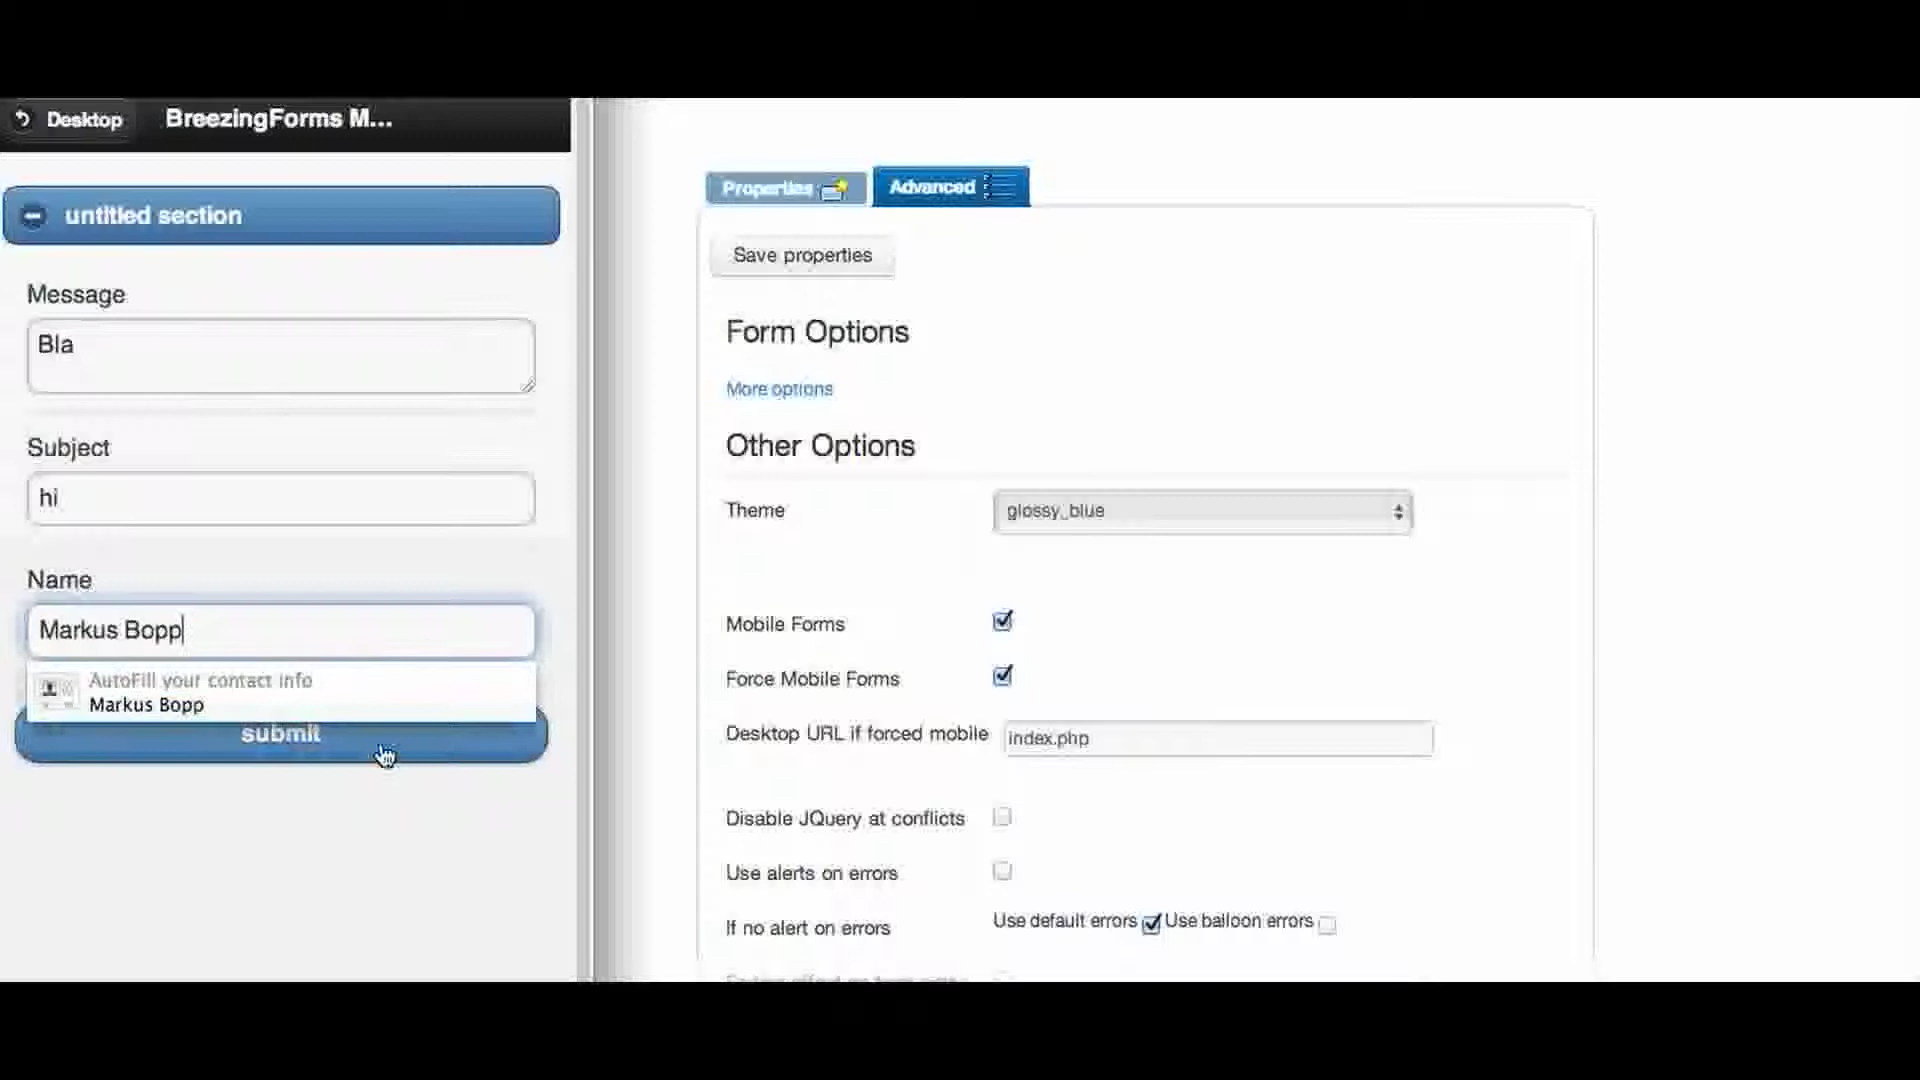 Desktop
BreezingForms M...
untitled section
Message
Bla
Subject
hi
Name
Markus Bopp
AutoFill your contact info
Markus Bopp
submit
Properties
Advanced
Save properties
Form Options
More options
Other Options
Theme
glossy_blue
Mobile Forms
Force Mobile Forms
Desktop URL if forced mobile
index.php
Disable JQuery at conflicts
Use alerts on errors
If no alert on errors
Use default errors Use balloon errors